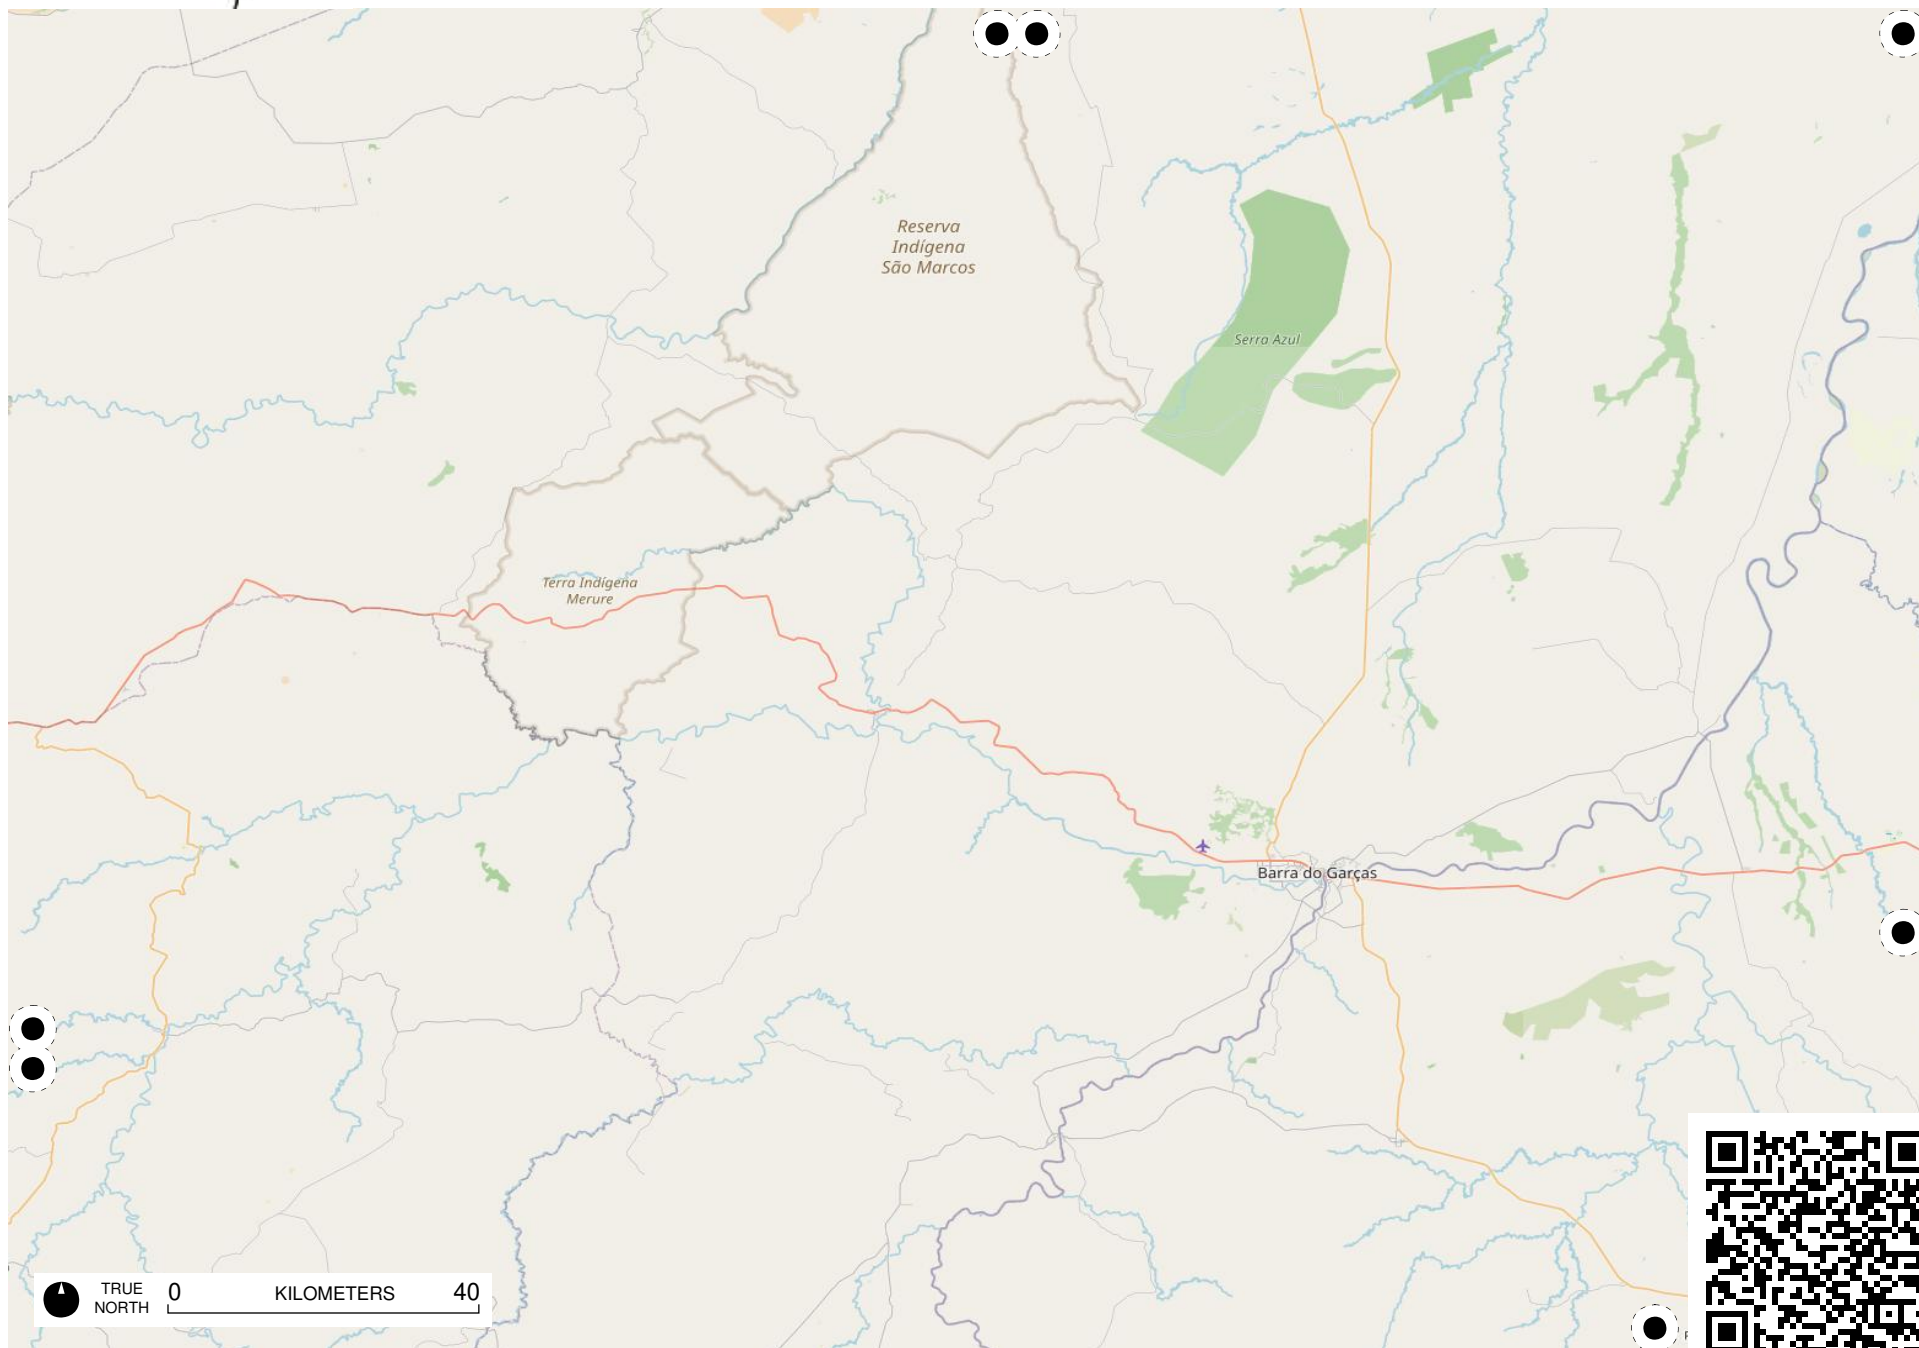 Reserva
Indígena
São Marcos
Serra Azul
Terra Indígena
Merure
Barra do Garças
TRUE
NORTH
0 KILOMETERS 40